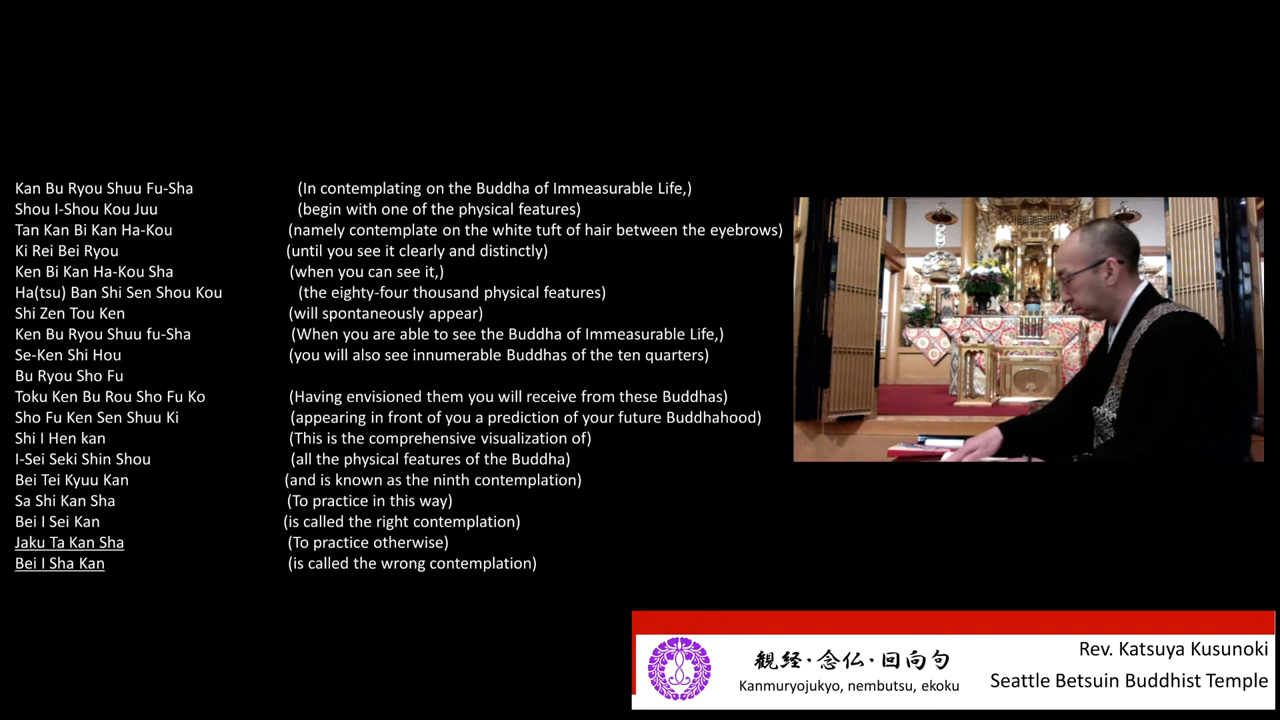 Kan Bu Ryou Shuu Fu-Sha (In contemplating on the Buddha of Immeasurable Life,)
Shou I-Shou Kou Juu (begin with one of the physical features)
Tan Kan Bi Kan Ha-Kou (namely contemplate on the white tuft of hair between the eyebrows)
Ki Rei Bei Ryou (until you see it clearly and distinctly)
Ken Bi Kan Ha-Kou Sha (when you can see it,)
Ha(tsu) Ban Shi Sen Shou Kou (the eighty-four thousand physical features)
Shi Zen Tou Ken (will spontaneously appear)
Ken Bu Ryou Shuu fu-Sha (When you are able to see the Buddha of Immeasurable Life,)
Se-Ken Shi Hou (you will also see innumerable Buddhas of the ten quarters)
Bu Ryou Sho Fu
Toku Ken Bu Rou Sho Fu Ko (Having envisioned them you will receive from these Buddhas)
Sho Fu Ken Sen Shuu Ki (appearing in front of you a prediction of your future Buddhahood)
Shi I Hen kan (This is the comprehensive visualization of)
I-Sei Seki Shin Shou (all the physical features of the Buddha)
Bei Tei Kyuu Kan (and is known as the ninth contemplation)
Sa Shi Kan Sha (To practice in this way)
Bei I Sei Kan (is called the right contemplation)
Jaku Ta Kan Sha (To practice otherwise)
Bei I Sha Kan (is called the wrong contemplation)
観経・念仏・回向句
Kanmuryojukyo, nembutsu, ekoku
Rev. Katsuya Kusunoki
Seattle Betsuin Buddhist Temple